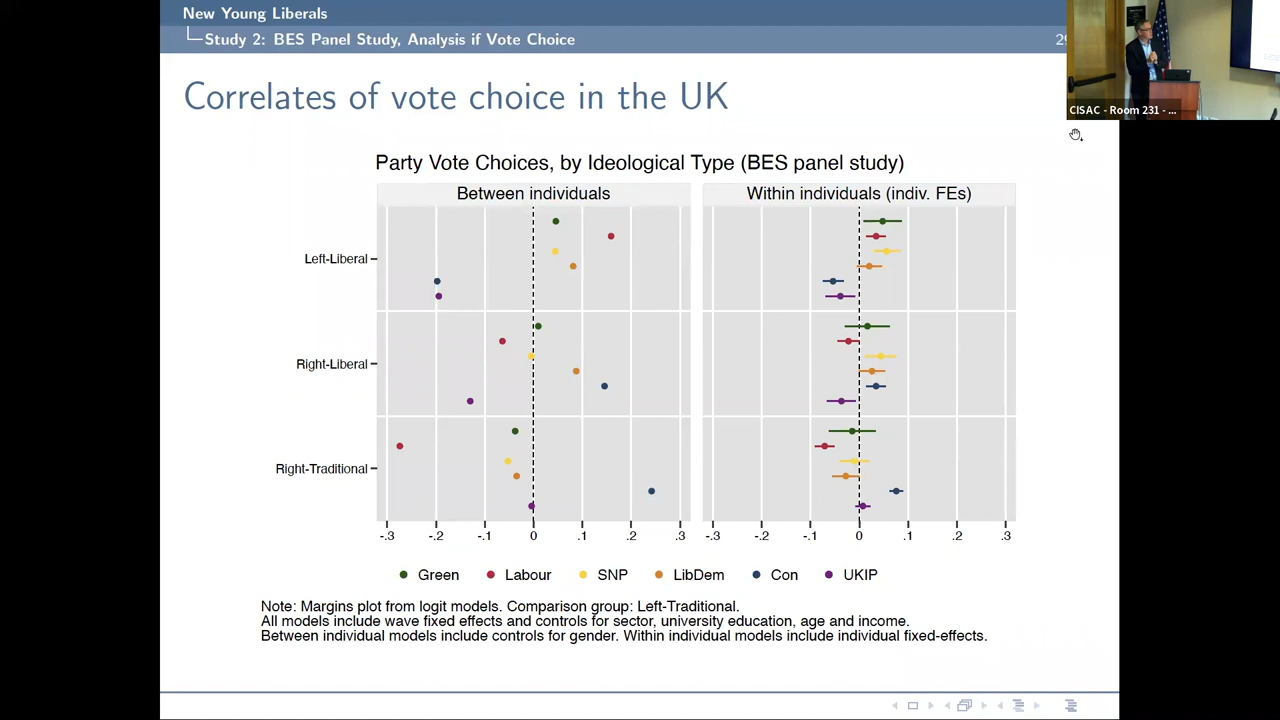 New Young Liberals
Study 2: BES Panel Study, Analysis if Vote Choice
Correlates of vote choice in the UK
CISAC - Room 231 - ...
Party Vote Choices, by Ideological Type (BES panel study)
Between individuals
Within individuals (indiv. FEs)
Left-Liberal
Right-Liberal
Right-Traditional
-.3 -.2 -.1 0 .1 .2 .3
-.3 -.2 -.1 0 .1 .2 .3
Green Labour SNP LibDem Con UKIP
Note: Margins plot from logit models. Comparison group: Left-Traditional.
All models include wave fixed effects and controls for sector, university education, age and income.
Between individual models include controls for gender. Within individual models include individual fixed-effects.